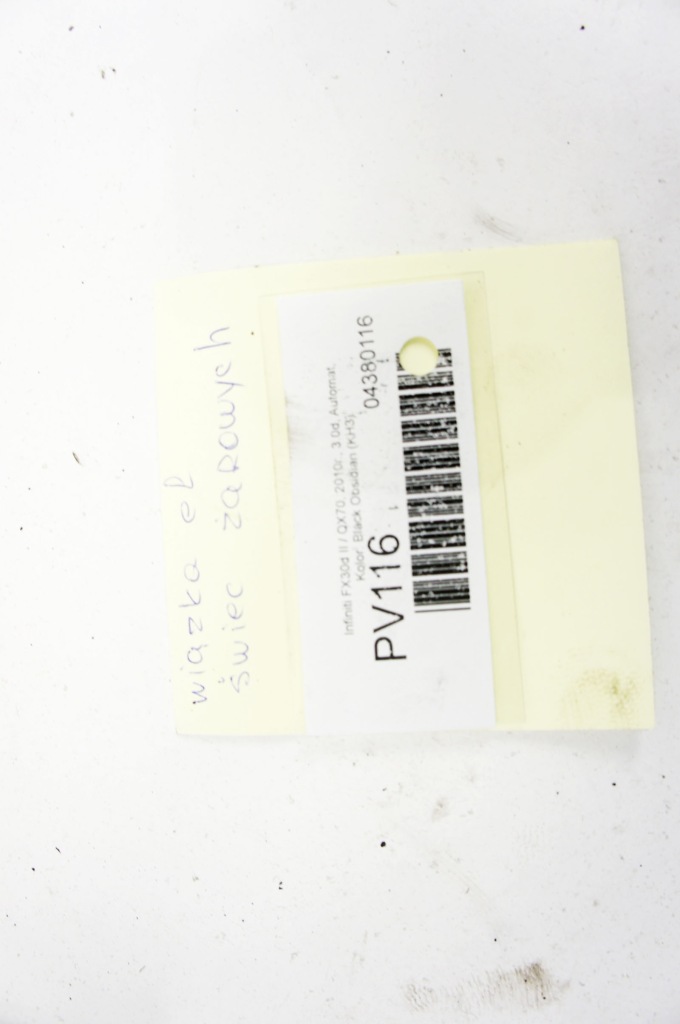 wiązka el
świec żarowych
Infiniti FX30d II / QX70, 2010r., 3.0d, Automat,
Kolor: Black Obsidian (KH3)
PV116
04380116